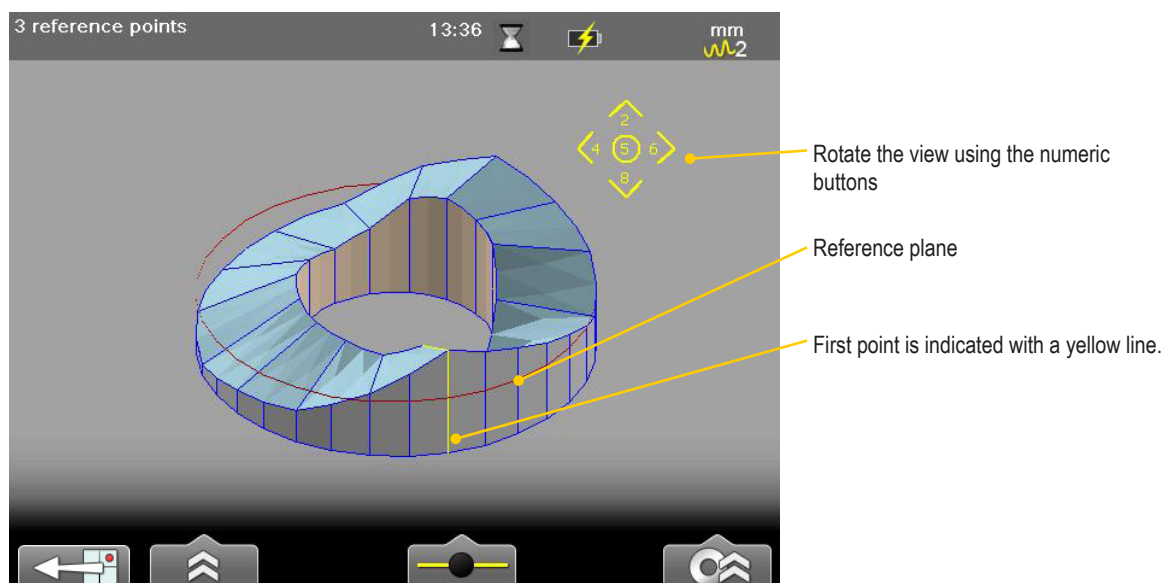 3 reference points
13:36
mm
2
2
4 5 6
8
Rotate the view using the numeric
buttons
Reference plane
First point is indicated with a yellow line.